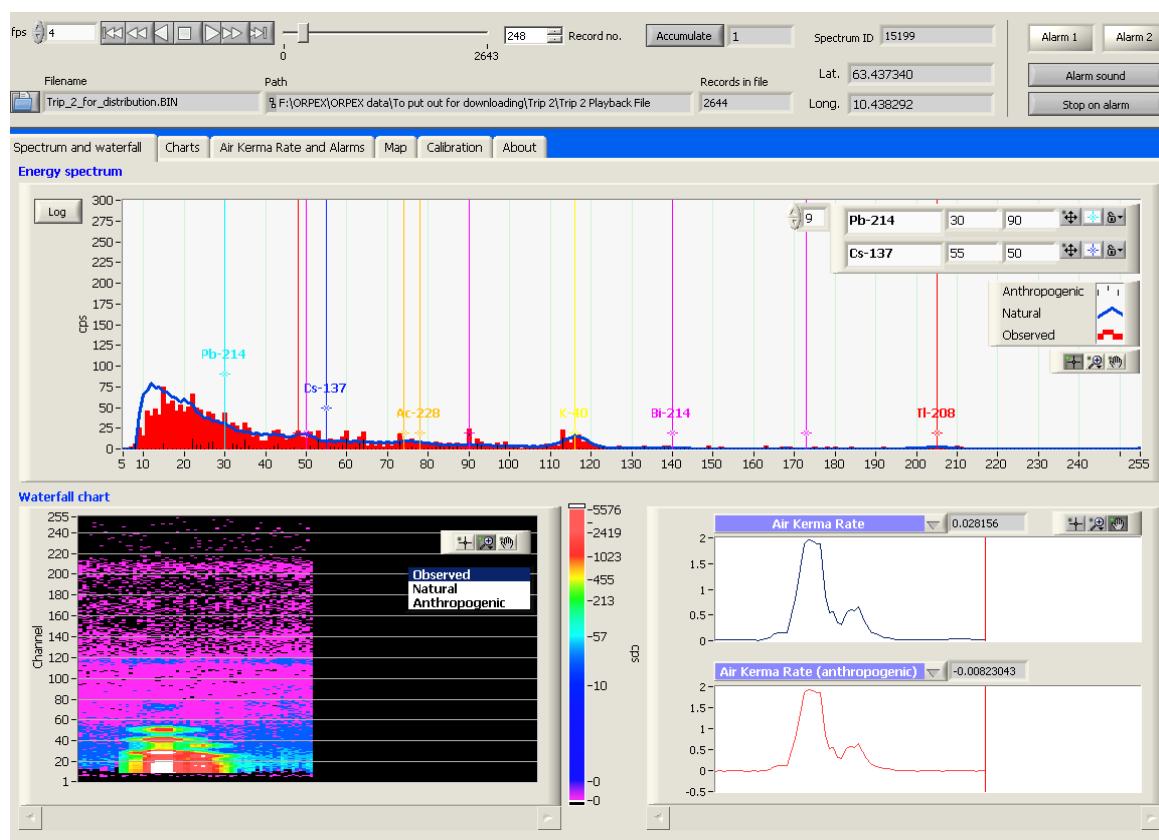 fps 4 248 Record no. Accumulate 1 Spectrum ID 15199 Alarm 1 Alarm 2
0 2643
Filename Path Records in file Lat. 63.437340 Alarm sound
Trip_2_for_distribution.BIN F:\ORPEX\ORPEX data\To put out for downloading\Trip 2\Trip 2 Playback File 2644 Long. 10.438292 Stop on alarm
Spectrum and waterfall Charts Air Kerma Rate and Alarms Map Calibration About
Energy spectrum
Log
300
275
250
225
200
175
150
125
100
75
50
25
0
cps
9 Pb-214 30 90
Cs-137 55 50
Anthropogenic
Natural
Observed
Pb-214
Cs-137
Ac-228 K-40 Bi-214 Tl-208
5 10 20 30 40 50 60 70 80 90 100 110 120 130 140 150 160 170 180 190 200 210 220 230 240 255
Waterfall chart
255
240
220
200
180
160
140
120
100
80
60
40
20
1
Channel
Observed
Natural
Anthropogenic
5576
2419
1023
455
213
57
10
0
0
cps
Air Kerma Rate 0.028156
2
1.5
1
0.5
0
Air Kerma Rate (anthropogenic) -0.00823043
2
1.5
1
0.5
0
-0.5